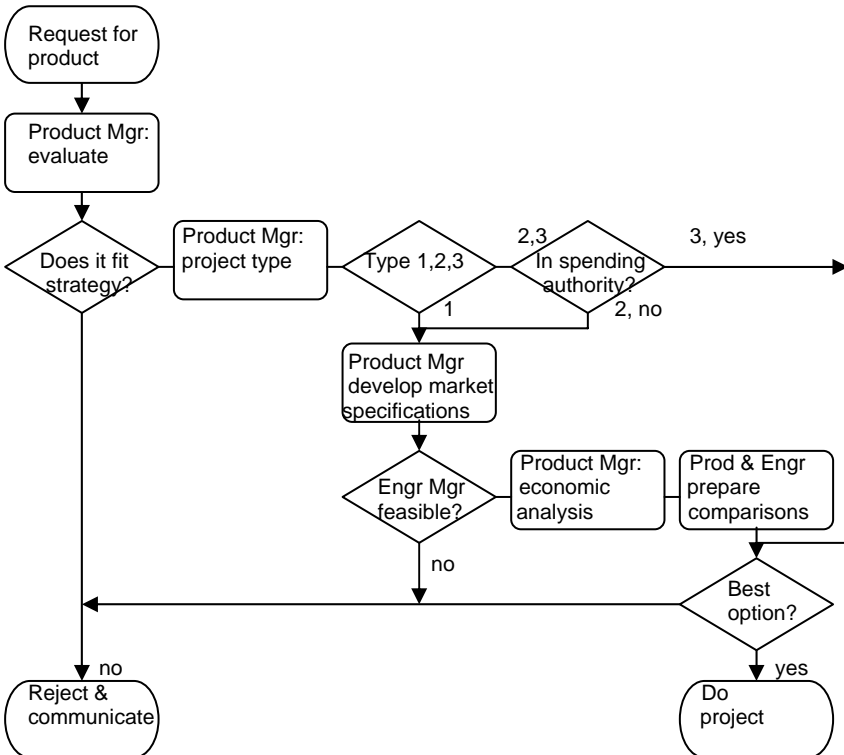 Request for
product
Product Mgr:
evaluate
Does it fit
strategy?
Product Mgr:
project type
Type 1,2,3
2,3
In spending
authority?
3, yes
1
2, no
Product Mgr
develop market
specifications
Engr Mgr
feasible?
Product Mgr:
economic
analysis
Prod & Engr
prepare
comparisons
no
Best
option?
no
yes
Reject &
communicate
Do
project